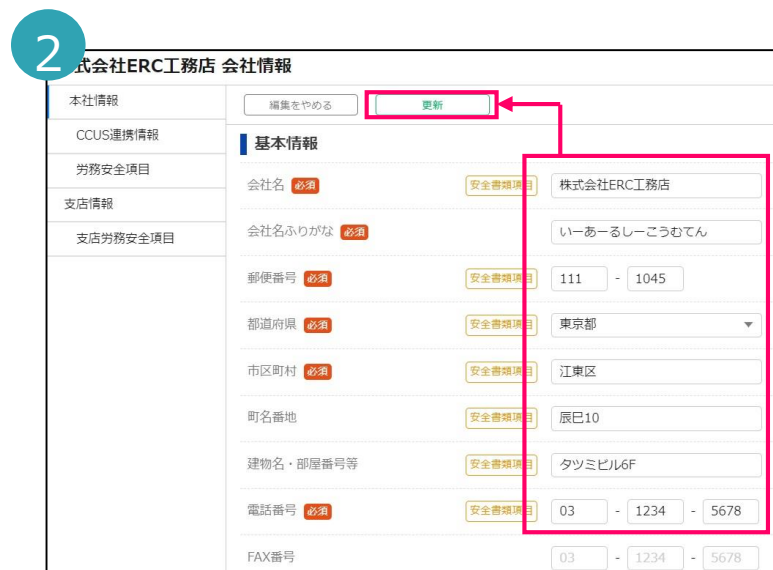 2
式会社ERC工務店 会社情報
本社情報
CCUS連携情報
労務安全項目
支店情報
支店労務安全項目
編集をやめる 更新
基本情報
会社名 必須 安全書類項目 株式会社ERC工務店
会社名ふりがな 必須 いーあーるしーこうむてん
郵便番号 必須 安全書類項目 111 - 1045
都道府県 必須 安全書類項目 東京都
市区町村 必須 安全書類項目 江東区
町名番地 安全書類項目 辰巳10
建物名・部屋番号等 安全書類項目 タツミビル6F
電話番号 必須 安全書類項目 03 - 1234 - 5678
FAX番号 03 - 1234 - 5678